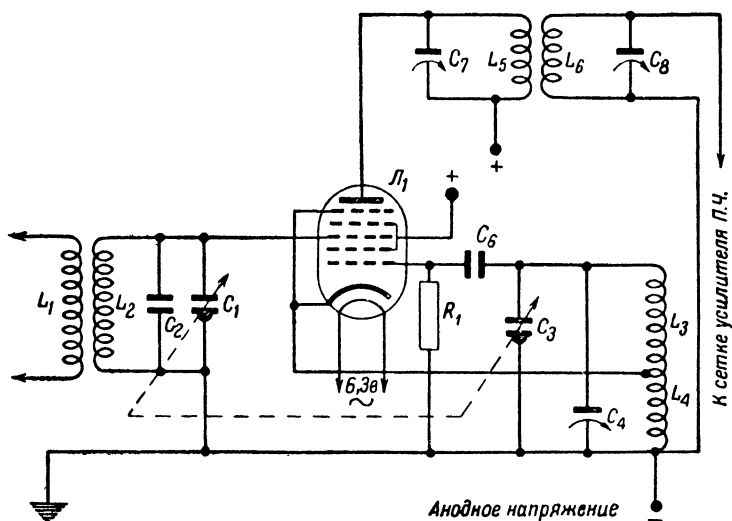 C7 L5 L6 C8
+
Л1 +
C6
L1 L2 C2 C1 R1 C3 L3
6,3в
~
C4 L4
К сетке усилителя П.Ч.
Анодное напряжение
–